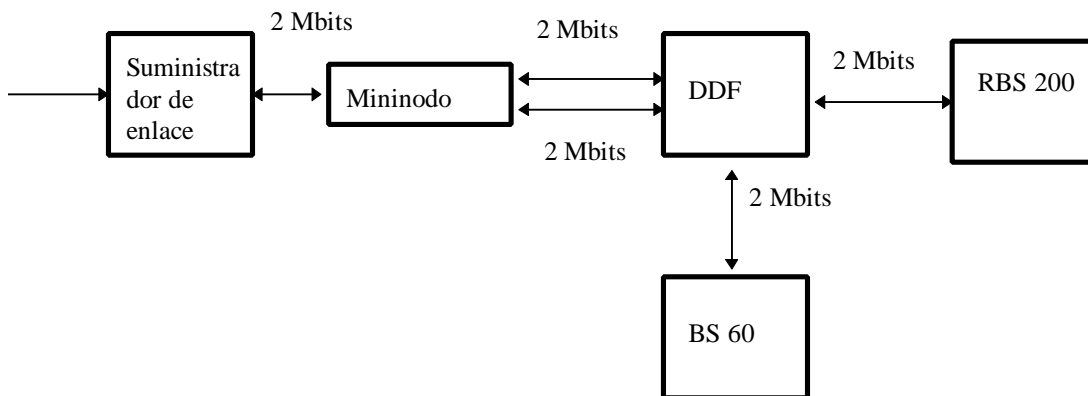 2 Mbits
Suministra
dor de
enlace
Mininodo
2 Mbits
2 Mbits
DDF
2 Mbits
RBS 200
2 Mbits
BS 60